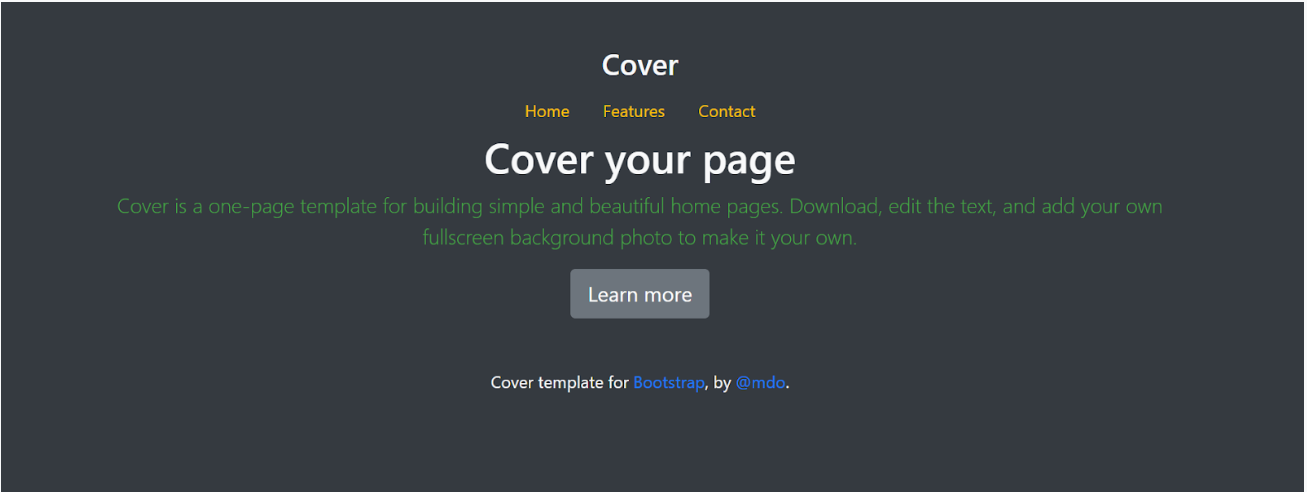 Cover
Home Features Contact
Cover your page
Cover is a one-page template for building simple and beautiful home pages. Download, edit the text, and add your own
fullscreen background photo to make it your own.
Learn more
Cover template for Bootstrap, by @mdo.